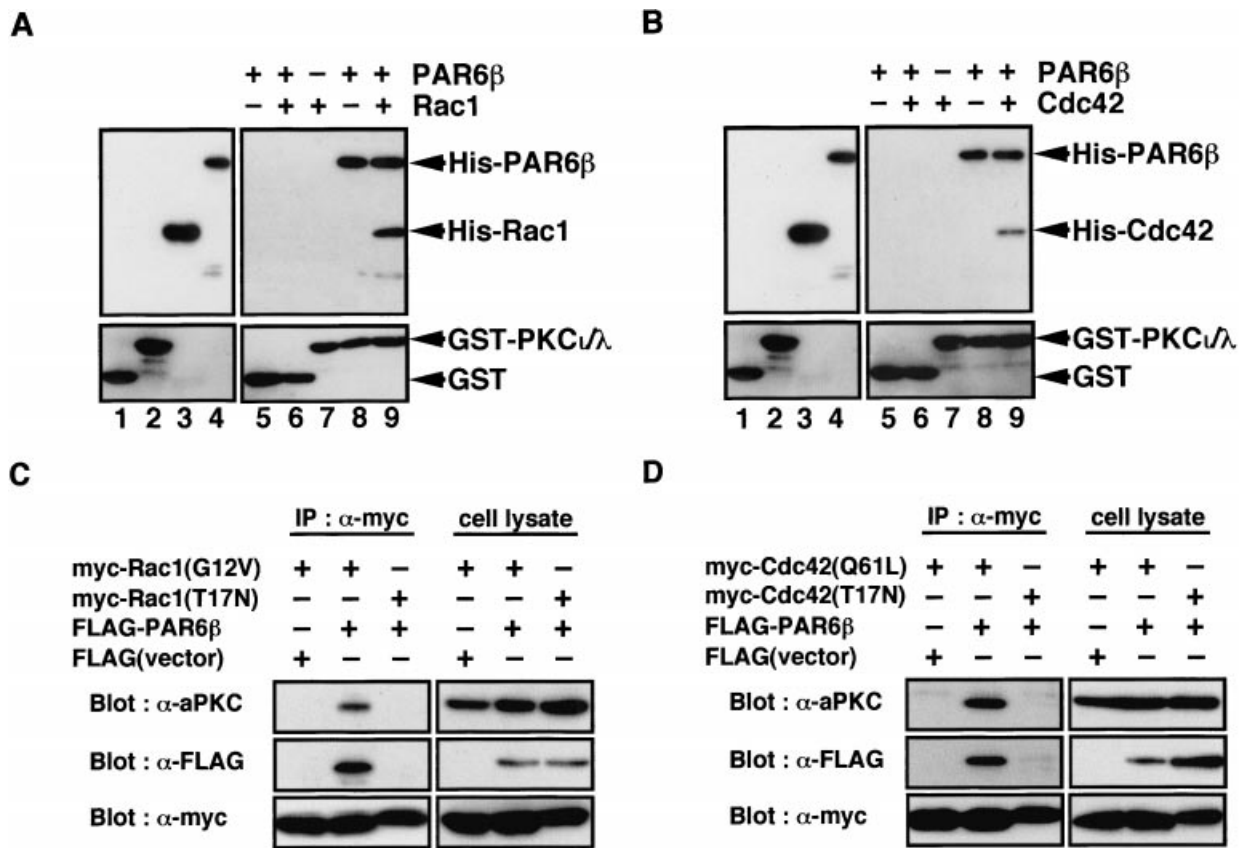 A
+ + − + + PAR6β
− + + − + Rac1
His-PAR6β
His-Rac1
GST-PKCι/λ
GST
1 2 3 4 5 6 7 8 9
B
+ + − + + PAR6β
− + + − + Cdc42
His-PAR6β
His-Cdc42
GST-PKCι/λ
GST
1 2 3 4 5 6 7 8 9
C
IP : α-myc cell lysate
myc-Rac1(G12V) + + − + + −
myc-Rac1(T17N) − − + − − +
FLAG-PAR6β − + + − + +
FLAG(vector) + − − + − −
Blot : α-aPKC
Blot : α-FLAG
Blot : α-myc
D
IP : α-myc cell lysate
myc-Cdc42(Q61L) + + − + + −
myc-Cdc42(T17N) − − + − − +
FLAG-PAR6β − + + − + +
FLAG(vector) + − − + − −
Blot : α-aPKC
Blot : α-FLAG
Blot : α-myc